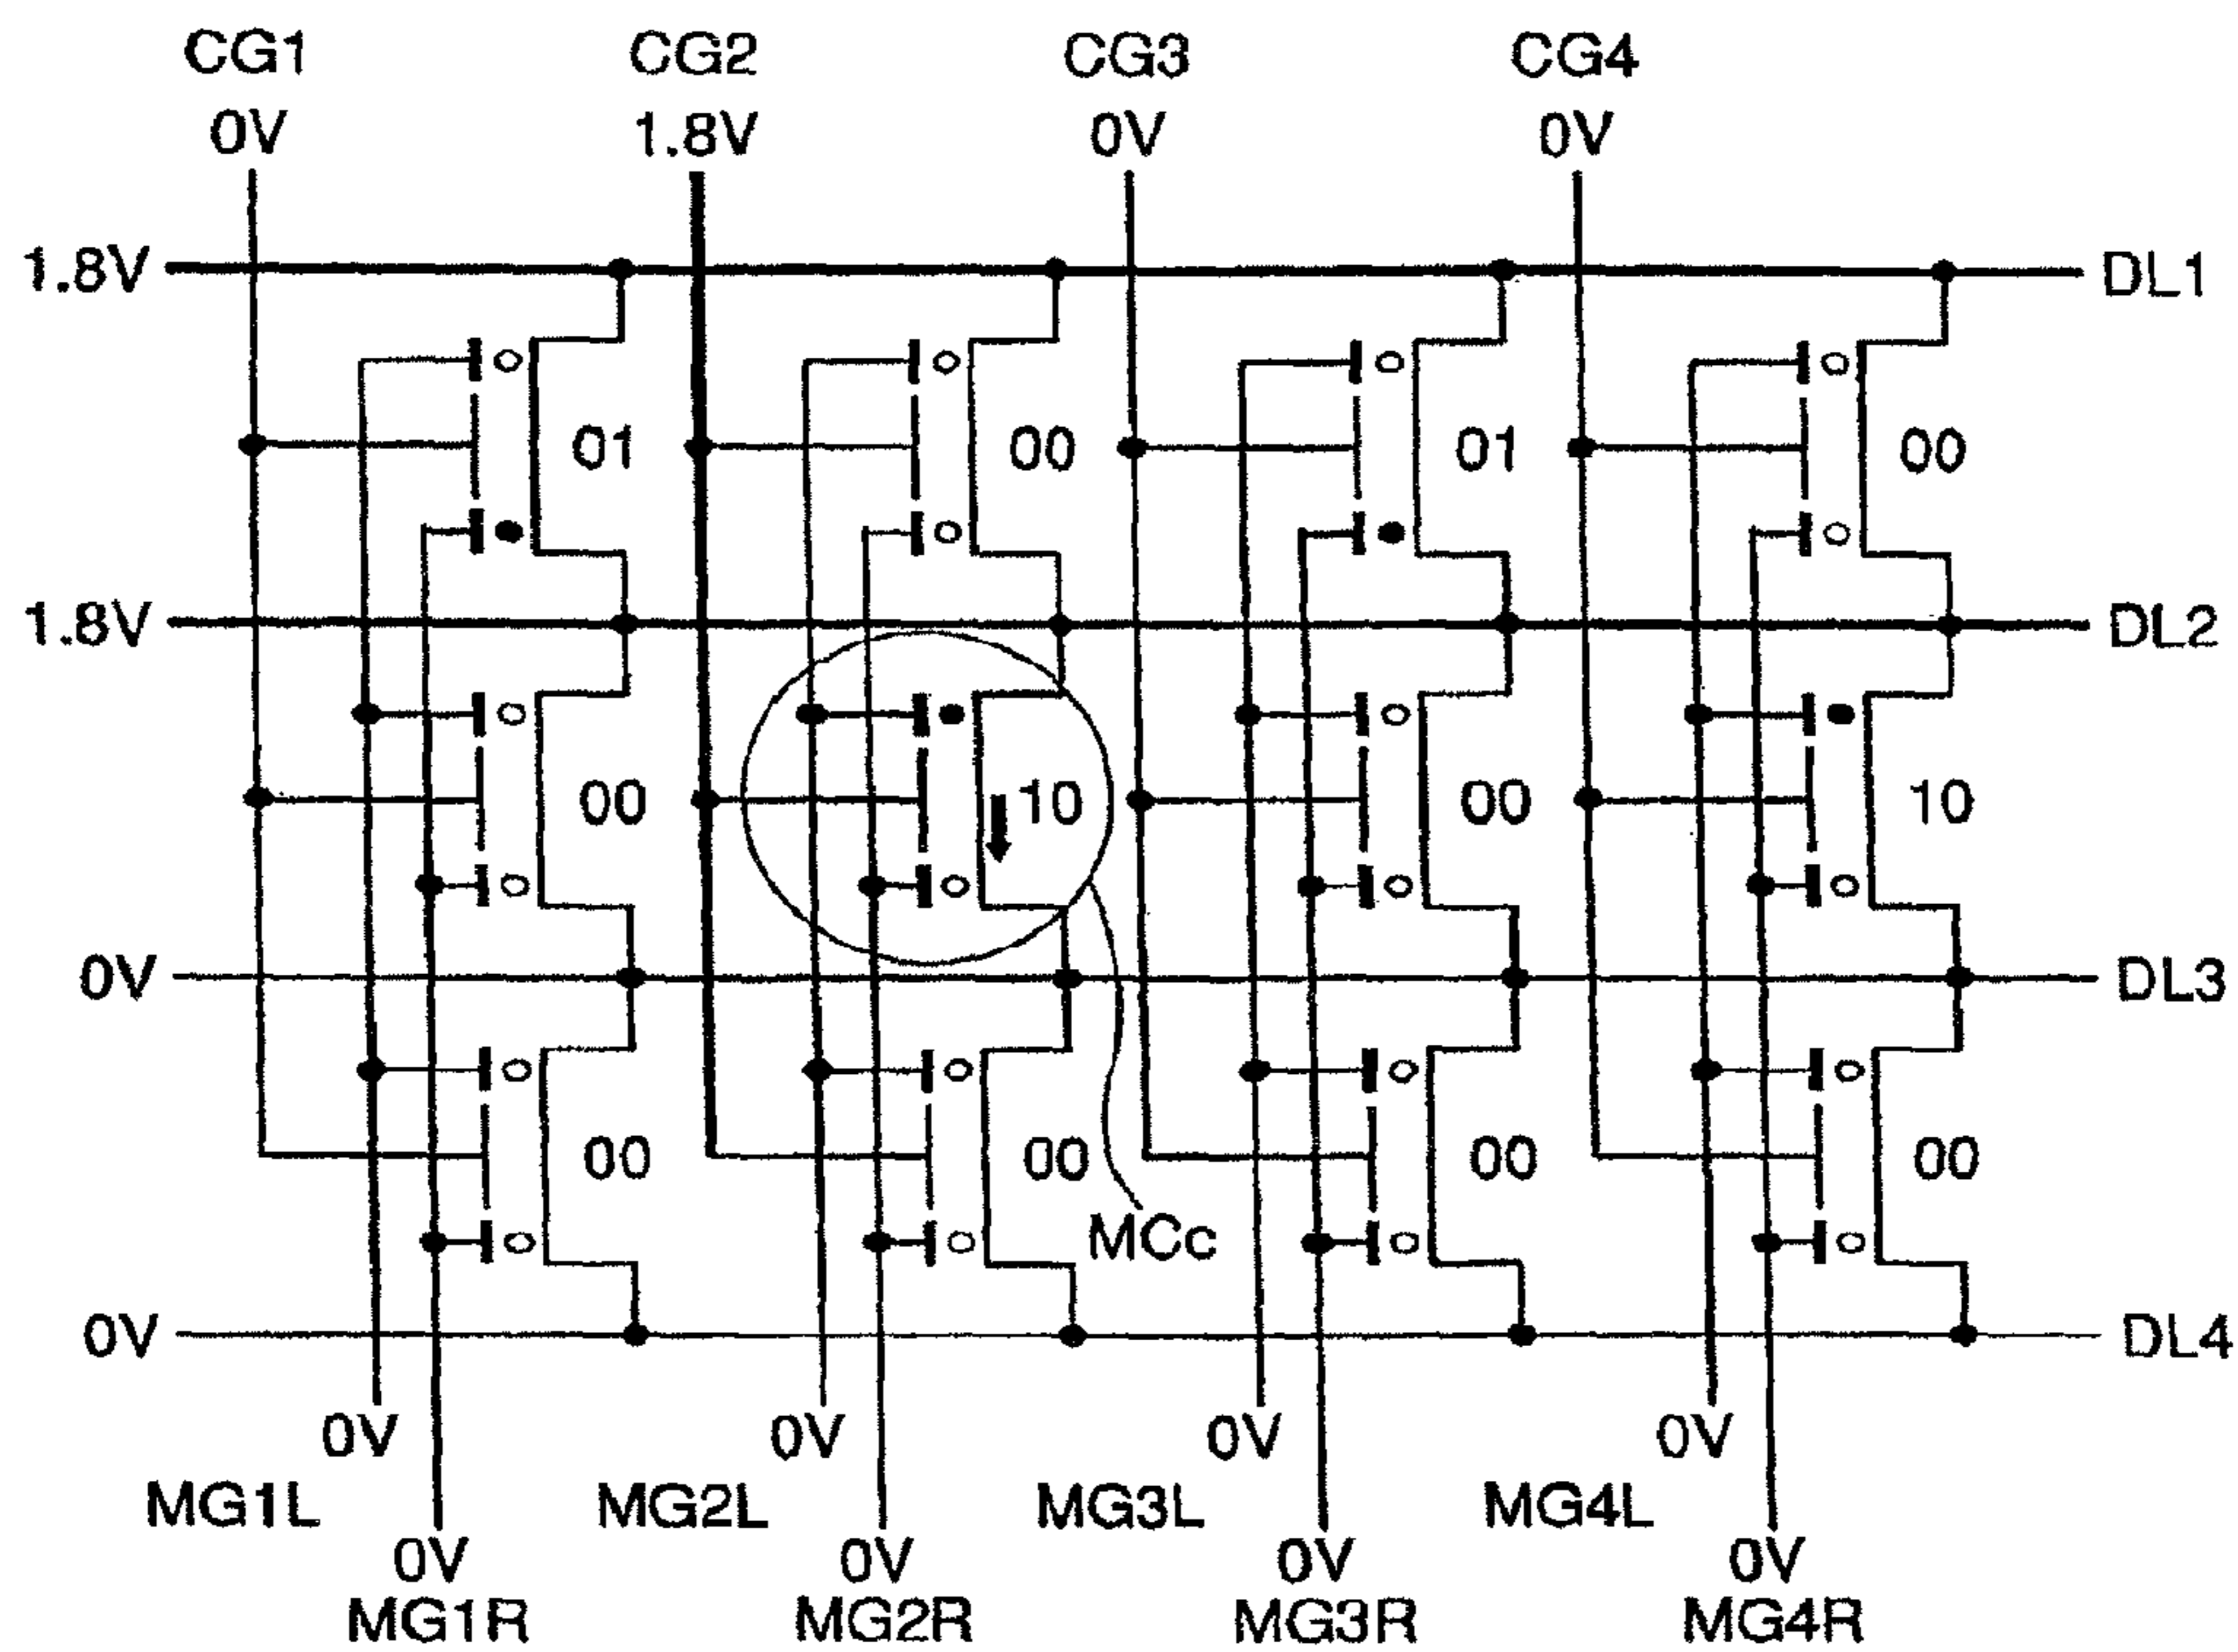 CG1 CG2 CG3 CG4
0V 1.8V 0V 0V
1.8V DL1
01 00 01 00
1.8V DL2
00 10 00 10
0V DL3
00 00 00 00
MCc
0V DL4
0V 0V 0V 0V
MG1L MG2L MG3L MG4L
0V 0V 0V 0V
MG1R MG2R MG3R MG4R